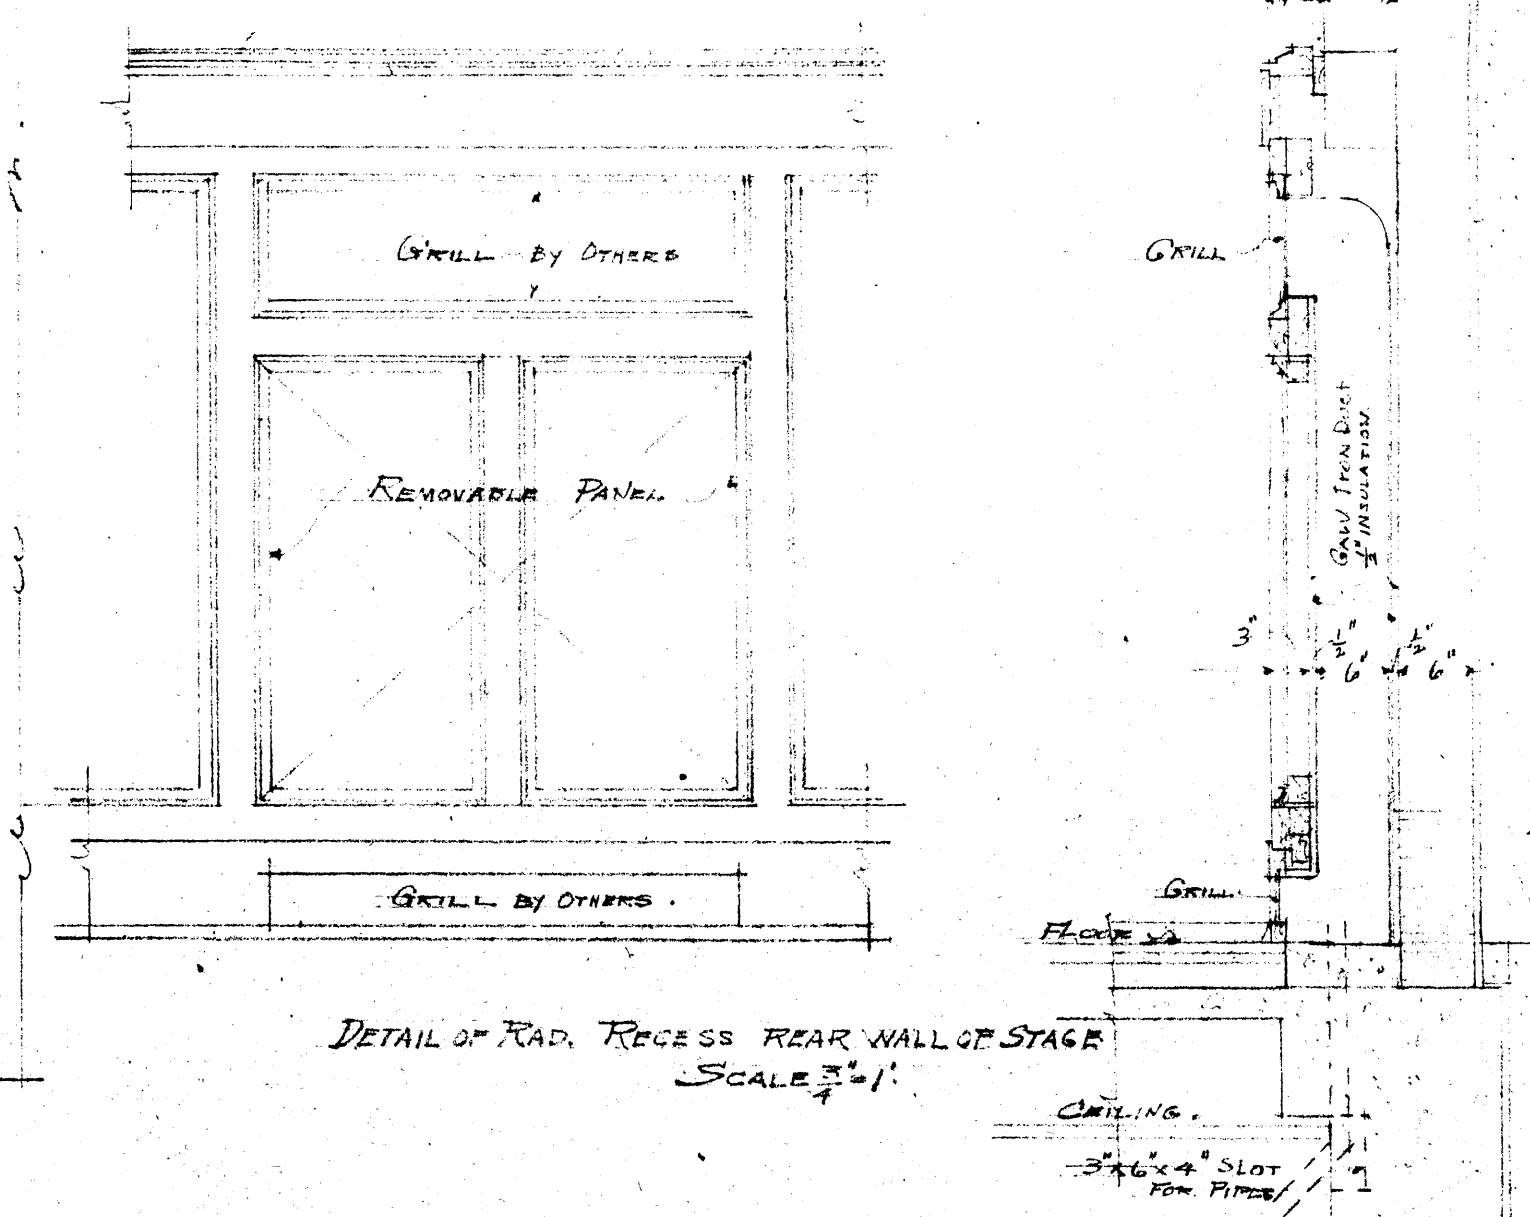 GRILL BY OTHERS
REMOVABLE PANEL
GRILL BY OTHERS.
DETAIL OF RAD. RECESS REAR WALL OF STAGE
SCALE 3/4"=1'.
GRILL
GALV IRON DUCT
1/2" INSULATION
3" 1/2" 6" 1/2" 6"
GRILL.
FLOOR
CEILING.
3"x6"x4" SLOT
FOR PIPES